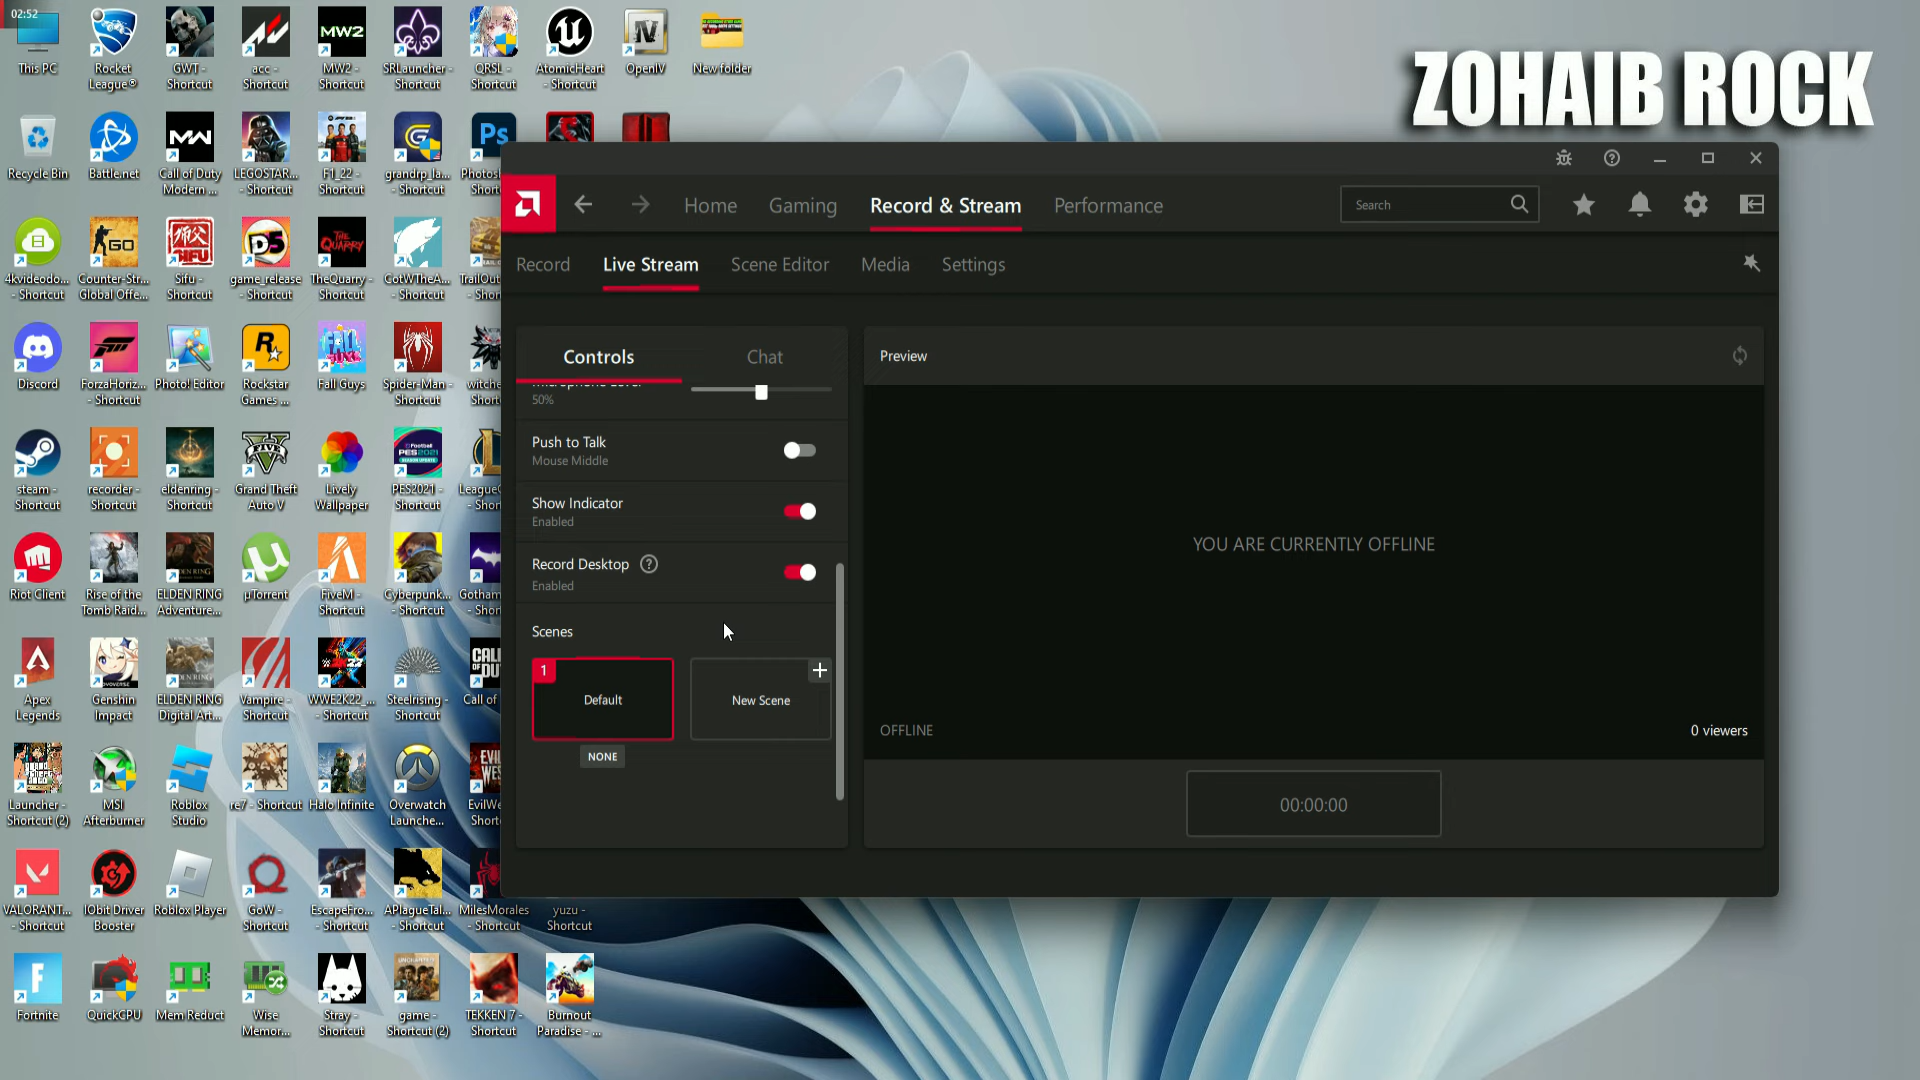 02:52
ZOHAIB ROCK
This PC
Rocket
League®
GWT -
Shortcut
acc -
Shortcut
MW2
MW2 -
Shortcut
SRLauncher -
Shortcut
QRSL -
Shortcut
AtomicHeart
- Shortcut
OpenIV
New folder
Recycle Bin
Battle.net
Call of Duty
Modern ...
LEGOSTAR...
- Shortcut
F1_22 -
Shortcut
grandrp_la...
- Shortcut
Ps
4kvideodo...
- Shortcut
GO
Counter-Str...
Global Offe...
Sifu -
Shortcut
game_release
- Shortcut
THE QUARRY
TheQuarry -
Shortcut
CotWTheA...
- Shortcut
Discord
ForzaHoriz...
- Shortcut
Photo! Editor
Rockstar
Games ...
Fall Guys
Spider-Man -
Shortcut
steam -
Shortcut
recorder -
Shortcut
eldenring -
Shortcut
FIVE
Grand Theft
Auto V
Lively
Wallpaper
PES2021
PES2021 -
Shortcut
Riot Client
Rise of the
Tomb Raid...
ELDEN RING
Adventure...
µTorrent
FiveM -
Shortcut
Cyberpunk...
- Shortcut
Apex
Legends
Genshin
Impact
ELDEN RING
Digital Art...
Vampire -
Shortcut
WWE2K22_...
- Shortcut
Steelrising -
Shortcut
Launcher -
Shortcut (2)
MSI
Afterburner
Roblox
Studio
re7 - Shortcut
Halo Infinite
Overwatch
Launche...
VALORANT...
- Shortcut
IObit Driver
Booster
Roblox Player
GoW -
Shortcut
EscapeFro...
- Shortcut
APlagueTal...
- Shortcut
MilesMorales
- Shortcut
yuzu -
Shortcut
Fortnite
QuickCPU
Mem Reduct
Wise
Memor...
Stray -
Shortcut
game -
Shortcut (2)
TEKKEN 7 -
Shortcut
Burnout
Paradise - ...
Home
Gaming
Record & Stream
Performance
Search
Record
Live Stream
Scene Editor
Media
Settings
Controls
Chat
50%
Push to Talk
Mouse Middle
Show Indicator
Enabled
Record Desktop
Enabled
Scenes
1
Default
New Scene
NONE
Preview
YOU ARE CURRENTLY OFFLINE
OFFLINE
0 viewers
00:00:00